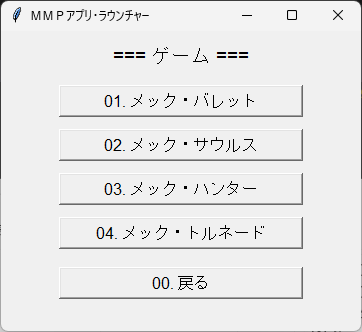 ＭＭＰアプリ・ラウンチャー
=== ゲーム ===
01. メック・バレット
02. メック・サウルス
03. メック・ハンター
04. メック・トルネード
00. 戻る